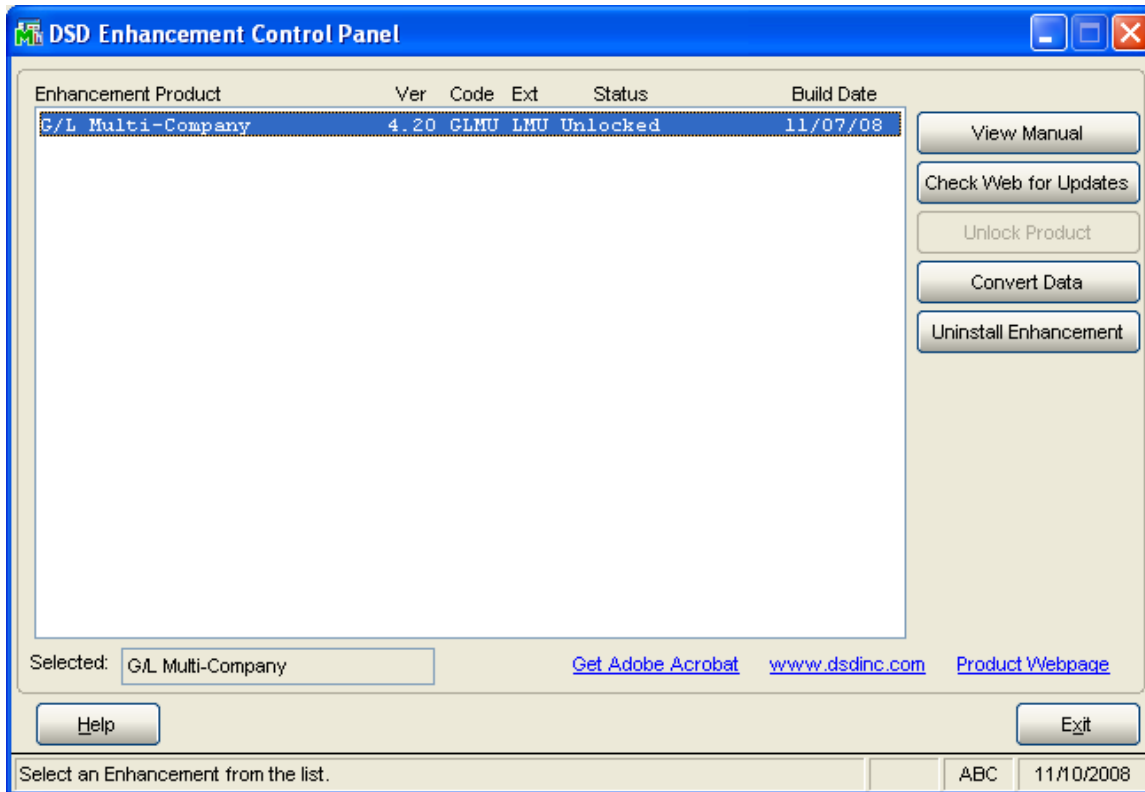 DSD Enhancement Control Panel
Enhancement Product Ver Code Ext Status Build Date
G/L Multi-Company 4.20 GLMU LMU Unlocked 11/07/08
View Manual
Check Web for Updates
Unlock Product
Convert Data
Uninstall Enhancement
Selected: G/L Multi-Company Get Adobe Acrobat www.dsdinc.com Product Webpage
Help Exit
Select an Enhancement from the list. ABC 11/10/2008